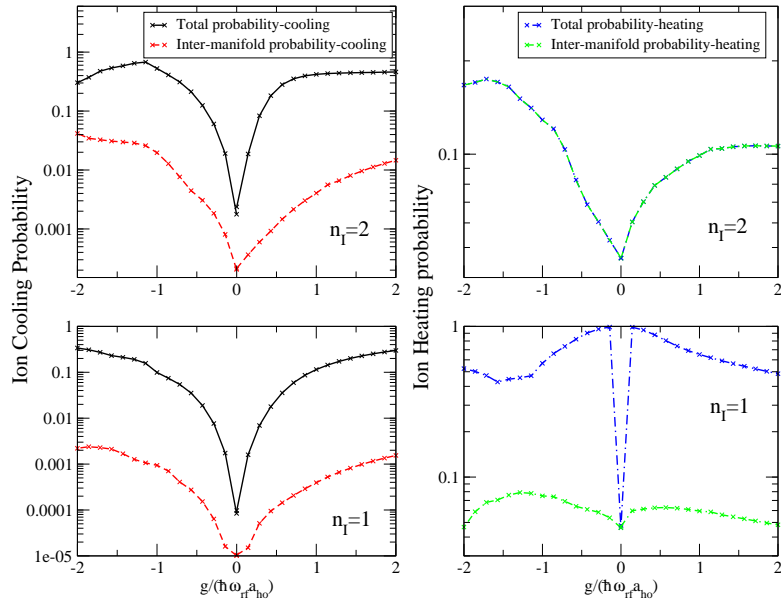 Total probability-cooling
Inter-manifold probability-cooling
1
0.1
0.01
0.001
n_I=2
-2 -1 0 1 2
Ion Cooling Probability
1
0.1
0.01
0.001
0.0001
1e-05
n_I=1
-2 -1 0 1 2
g/(ħω_rf a_ho)
Total probability-heating
Inter-manifold probability-heating
0.1
n_I=2
-2 -1 0 1 2
Ion Heating probability
1
0.1
n_I=1
-2 -1 0 1 2
g/(ħω_rf a_ho)